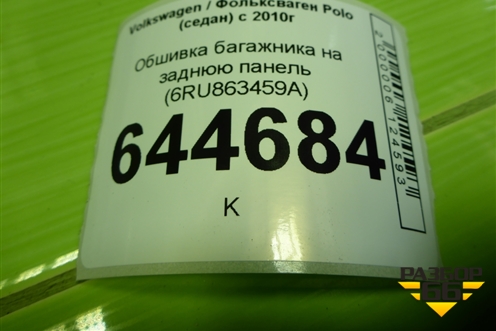 Volkswagen / Фольксваген Polo
(седан) с 2010г
Обшивка багажника на
заднюю панель
(6RU863459A)
644684
К
2000006124593
РАЗБОР
66